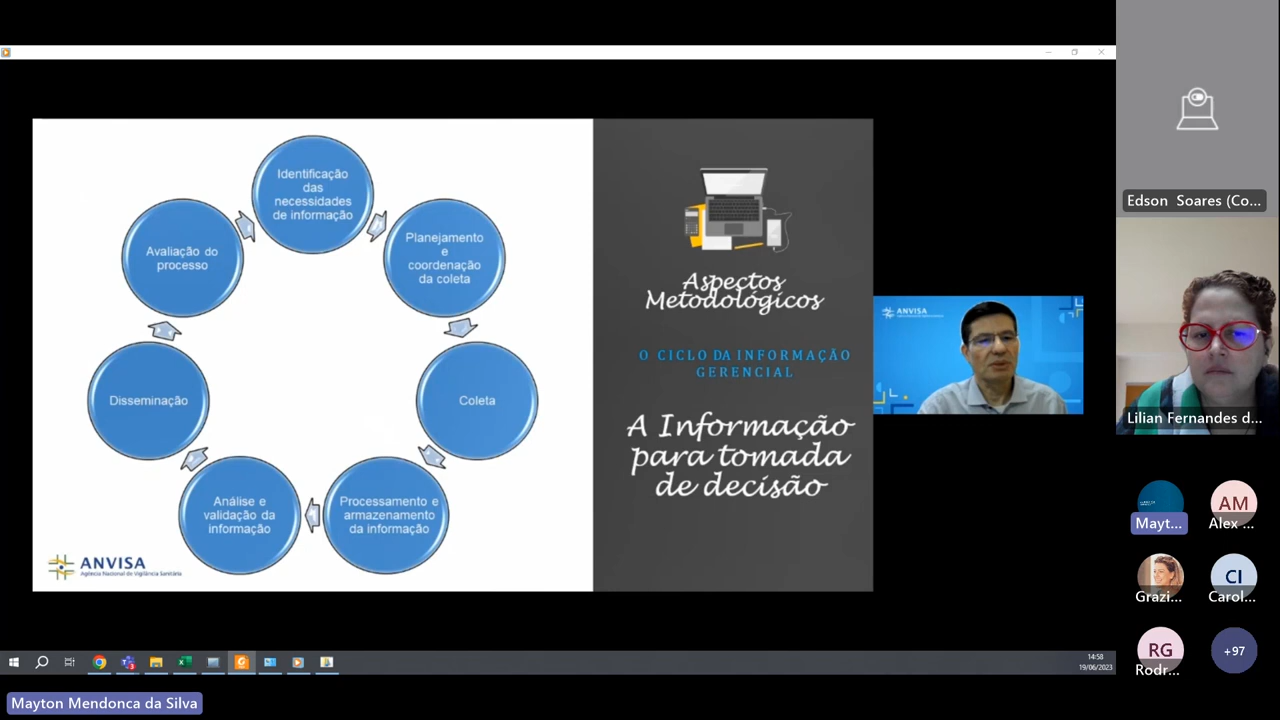 Identificação
das
necessidades
de informação
Planejamento
e
coordenação
da coleta
Coleta
Processamento e
armazenamento
da informação
Análise e
validação da
informação
Disseminação
Avaliação do
processo
ANVISA
Agência Nacional de Vigilância Sanitária
Aspectos
Metodológicos
O CICLO DA INFORMAÇÃO
GERENCIAL
A Informação
para tomada
de decisão
ANVISA
Edson Soares (Co...
Lilian Fernandes d...
Mayt...
AM
Alex ...
Grazi...
CI
Carol...
RG
Rodr...
+97
14:58
19/06/2023
Mayton Mendonca da Silva